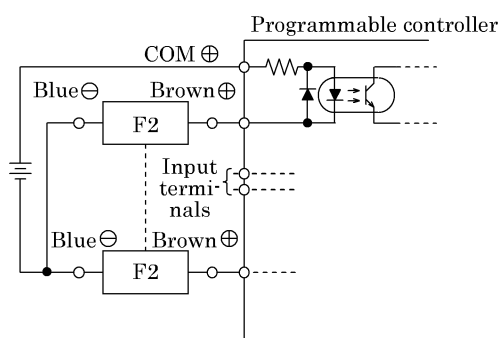 Programmable controller
COM ⊕
Blue ⊖ Brown ⊕
F2
Input
termi-
nals
Blue ⊖ Brown ⊕
F2